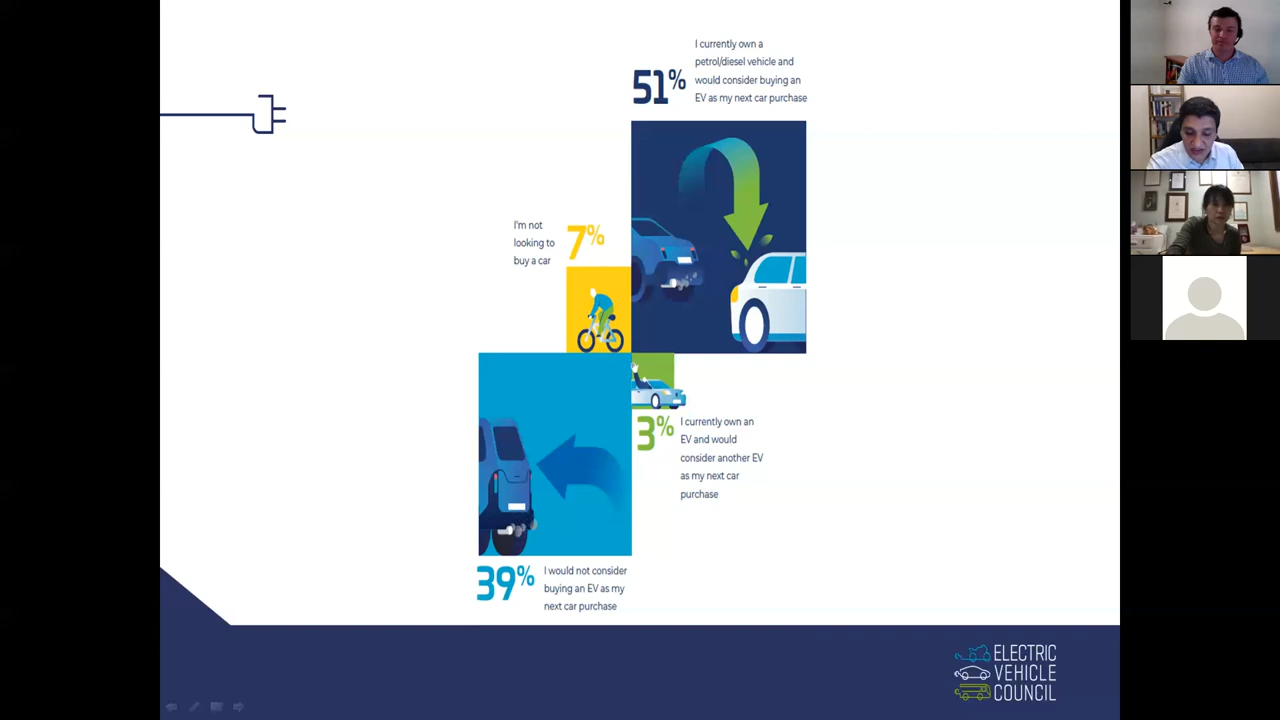 51%
I currently own a
petrol/diesel vehicle and
would consider buying an
EV as my next car purchase
I'm not
looking to
buy a car
7%
3%
I currently own an
EV and would
consider another EV
as my next car
purchase
39%
I would not consider
buying an EV as my
next car purchase
ELECTRIC
VEHICLE
COUNCIL